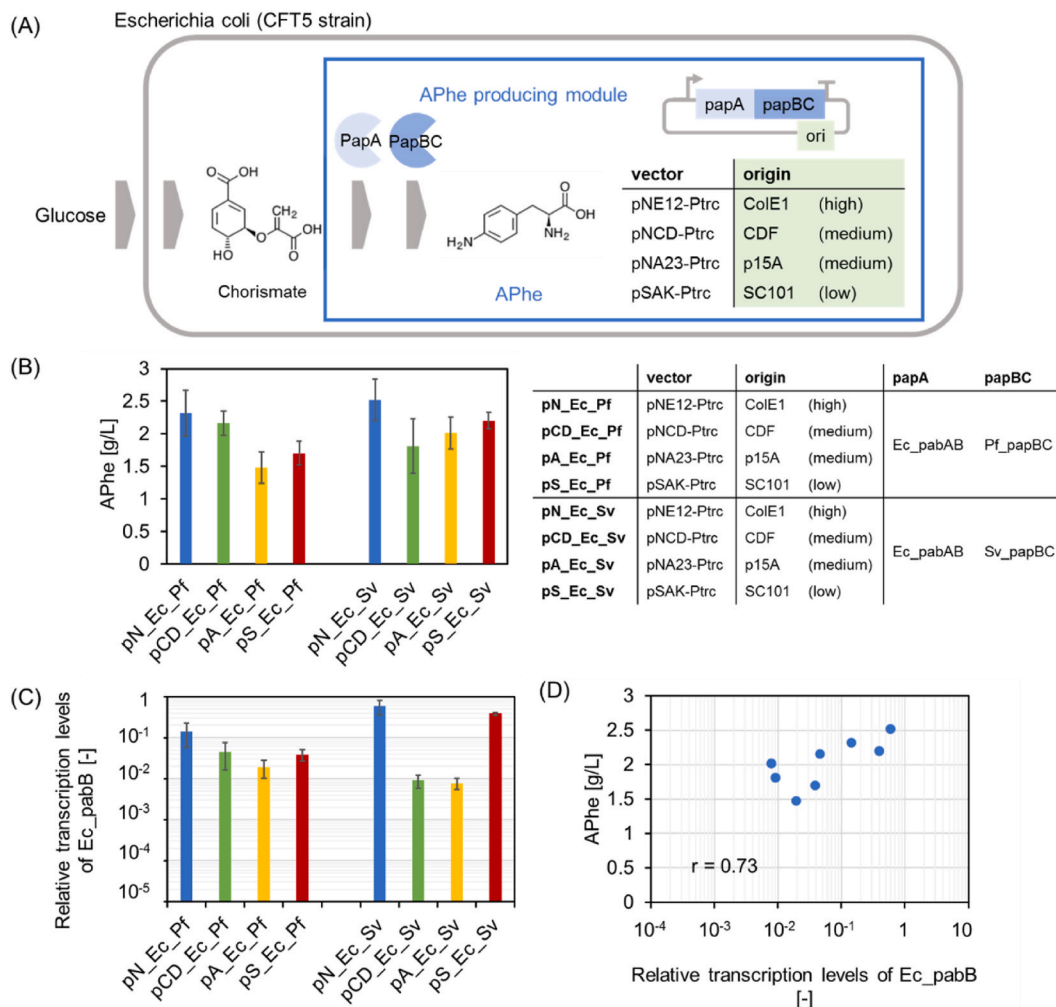 (A)
Escherichia coli (CFT5 strain)
APhe producing module
papA papBC
ori
PapA PapBC
Glucose
OH
O
CH2
O
OH
HO
O
Chorismate
O
OH
NH2
H2N
APhe
vector origin
pNE12-Ptrc ColE1 (high)
pNCD-Ptrc CDF (medium)
pNA23-Ptrc p15A (medium)
pSAK-Ptrc SC101 (low)
(B)
APhe [g/L]
3
2.5
2
1.5
1
0.5
0
pN_Ec_Pf
pCD_Ec_Pf
pA_Ec_Pf
pS_Ec_Pf
pN_Ec_Sv
pCD_Ec_Sv
pA_Ec_Sv
pS_Ec_Sv
vector origin papA papBC
pN_Ec_Pf pNE12-Ptrc ColE1 (high)
pCD_Ec_Pf pNCD-Ptrc CDF (medium)
Ec_pabAB Pf_papBC
pA_Ec_Pf pNA23-Ptrc p15A (medium)
pS_Ec_Pf pSAK-Ptrc SC101 (low)
pN_Ec_Sv pNE12-Ptrc ColE1 (high)
pCD_Ec_Sv pNCD-Ptrc CDF (medium)
Ec_pabAB Sv_papBC
pA_Ec_Sv pNA23-Ptrc p15A (medium)
pS_Ec_Sv pSAK-Ptrc SC101 (low)
(C)
Relative transcription levels
of Ec_pabB [-]
1
10-1
10-2
10-3
10-4
10-5
pN_Ec_Pf
pCD_Ec_Pf
pA_Ec_Pf
pS_Ec_Pf
pN_Ec_Sv
pCD_Ec_Sv
pA_Ec_Sv
pS_Ec_Sv
(D)
APhe [g/L]
3
2.5
2
1.5
1
0.5
0
r = 0.73
10-4 10-3 10-2 10-1 1 10
Relative transcription levels of Ec_pabB
[-]